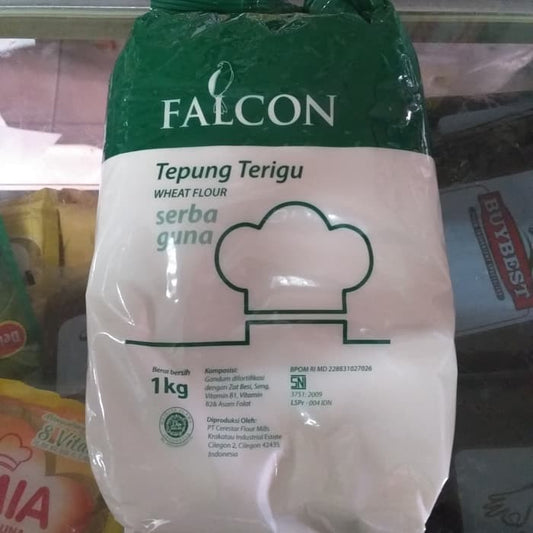 FALCON
Tepung Terigu
WHEAT FLOUR
serba
guna
Berat bersih
1kg
Komposisi:
Gandum difortifikasi
dengan Zat Besi, Seng,
Vitamin B1, Vitamin
B2& Asam Folat
Diproduksi Oleh:
PT Cerestar Flour Mills
Krakatau Industrial Estate
Cilegon 2, Cilegon 42435
Indonesia
BPOM RI MD 228831027026
SNI
3751: 2009
LSPr - 004 IDN
BUYBEST
MIA